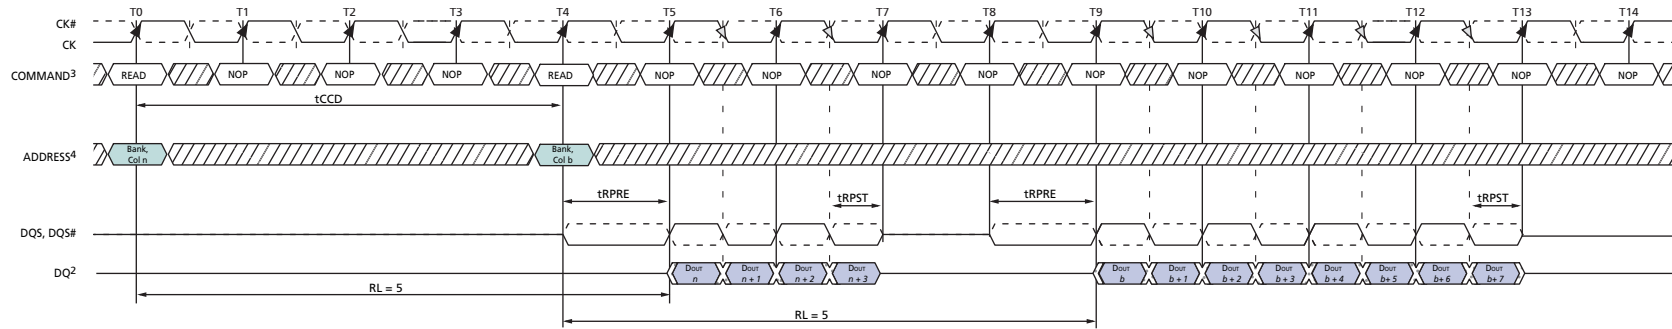 T0 T1 T2 T3 T4 T5 T6 T7 T8 T9 T10 T11 T12 T13 T14
CK#
CK
COMMAND3 READ NOP NOP NOP READ NOP NOP NOP NOP NOP NOP NOP NOP NOP NOP
tCCD
ADDRESS4 Bank, Col n Bank, Col b
tRPRE tRPST tRPRE tRPST
DQS, DQS#
DQ2 DOUT n DOUT n + 1 DOUT n + 2 DOUT n + 3 DOUT b DOUT b + 1 DOUT b + 2 DOUT b + 3 DOUT b + 4 DOUT b+ 5 DOUT b+ 6 DOUT b+ 7
RL = 5
RL = 5